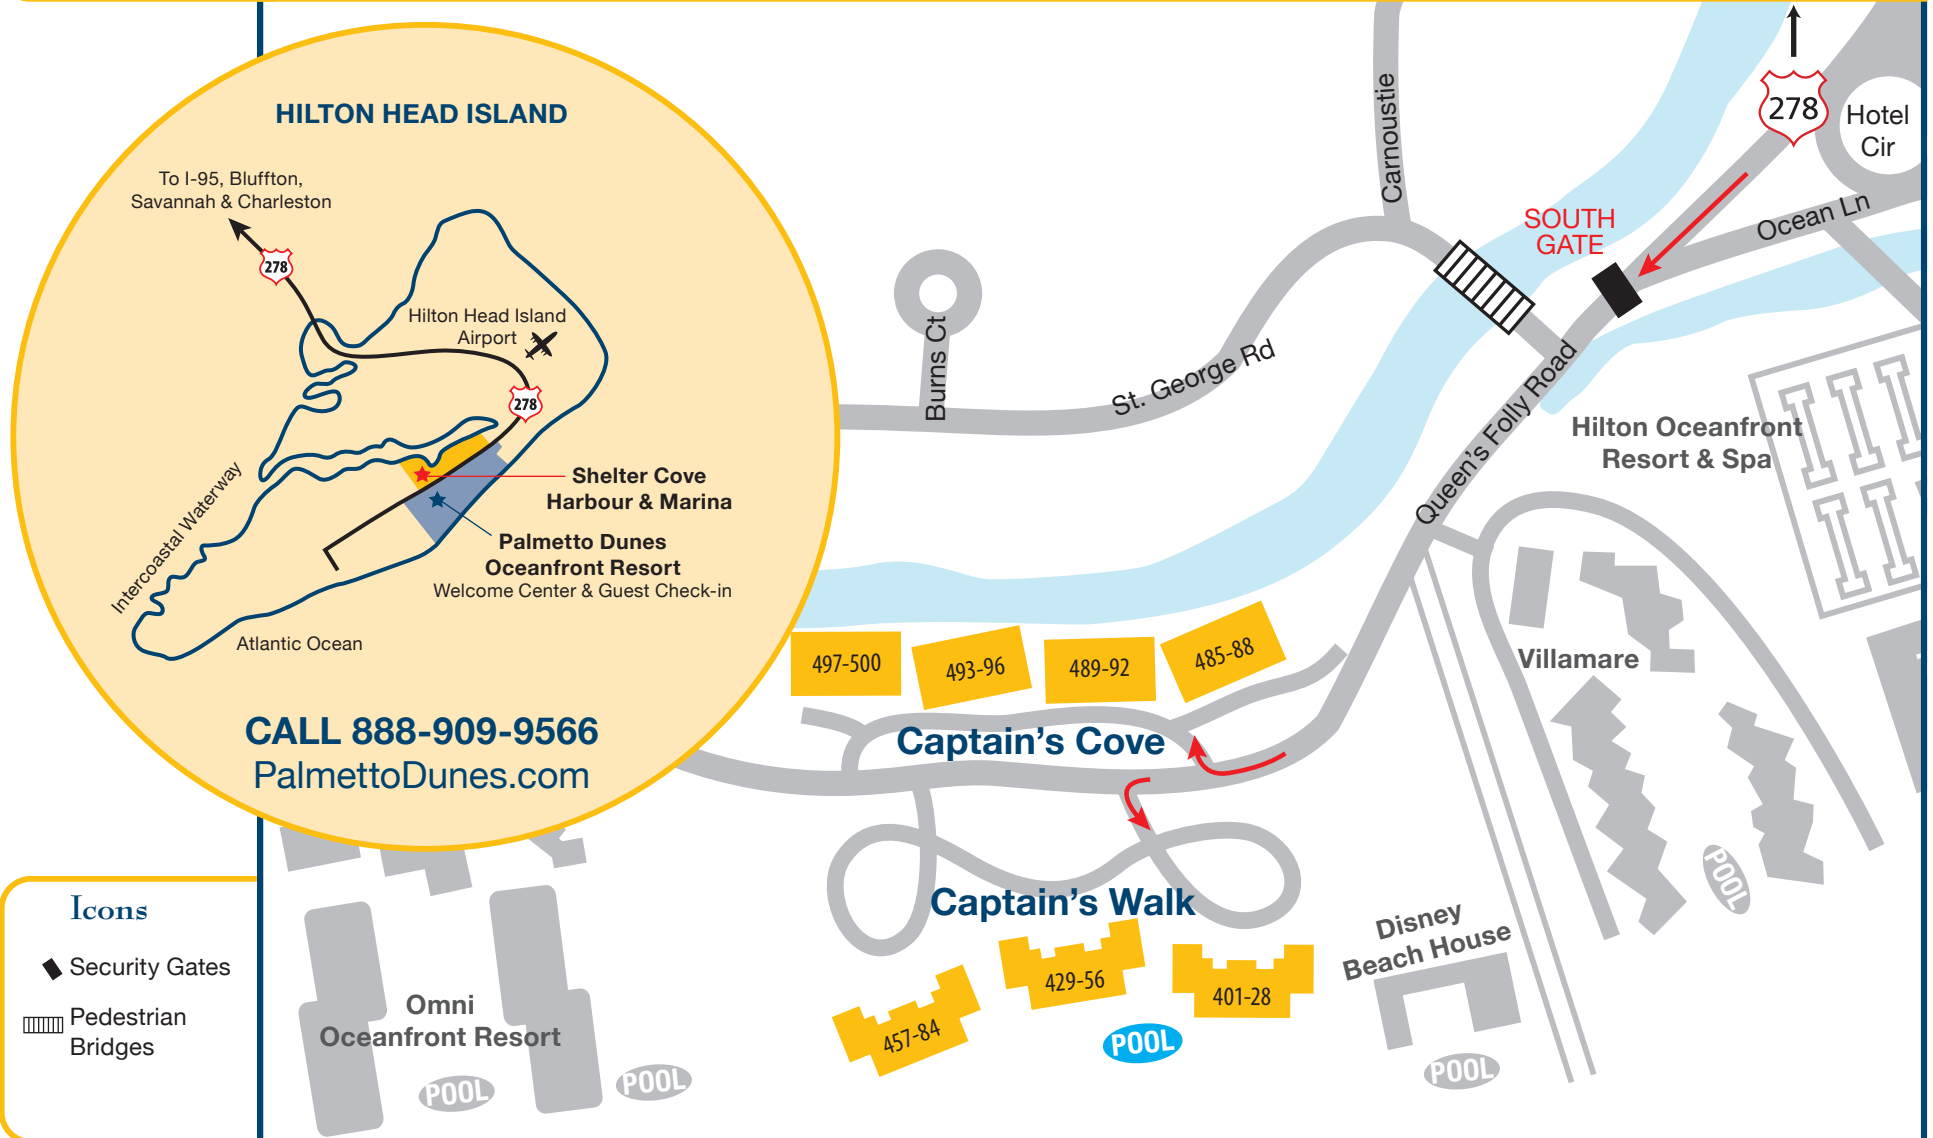 HILTON HEAD ISLAND
To I-95, Bluffton,
Savannah & Charleston
278
Hilton Head Island
Airport
278
Shelter Cove
Harbour & Marina
Palmetto Dunes
Oceanfront Resort
Welcome Center & Guest Check-in
Intercoastal Waterway
Atlantic Ocean
CALL 888-909-9566
PalmettoDunes.com
Icons
Security Gates
Pedestrian
Bridges
278
Hotel
Cir
Carnoustie
SOUTH
GATE
Ocean Ln
Burns Ct
St. George Rd
Queen's Folly Road
Hilton Oceanfront
Resort & Spa
497-500
493-96
489-92
485-88
Villamare
Captain's Cove
POOL
Captain's Walk
Disney
Beach House
429-56
401-28
457-84
POOL
POOL
Omni
Oceanfront Resort
POOL
POOL